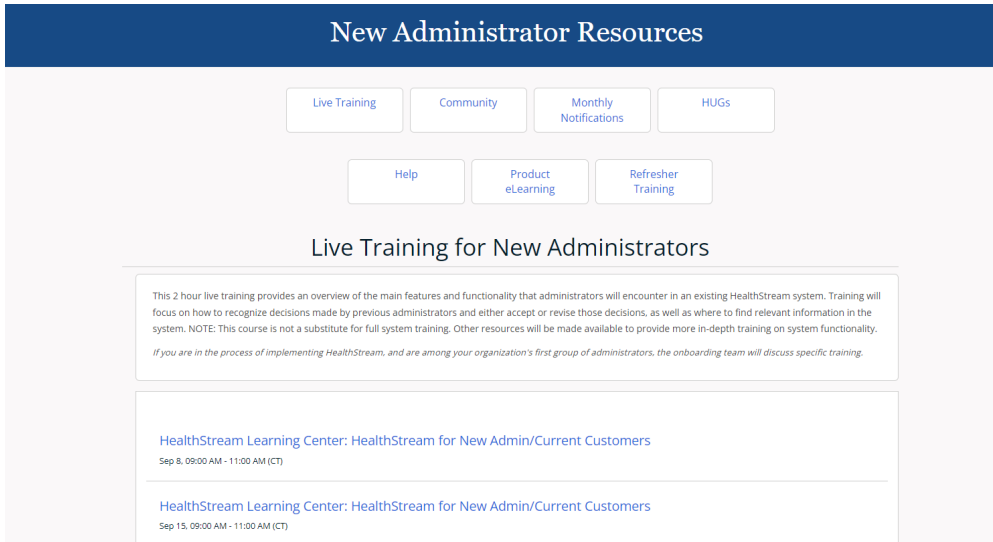 New Administrator Resources
Live Training
Community
Monthly
Notifications
HUGs
Help
Product
eLearning
Refresher
Training
Live Training for New Administrators
This 2 hour live training provides an overview of the main features and functionality that administrators will encounter in an existing HealthStream system. Training will
focus on how to recognize decisions made by previous administrators and either accept or revise those decisions, as well as where to find relevant information in the
system. NOTE: This course is not a substitute for full system training. Other resources will be made available to provide more in-depth training on system functionality.
If you are in the process of implementing HealthStream, and are among your organization's first group of administrators, the onboarding team will discuss specific training.
HealthStream Learning Center: HealthStream for New Admin/Current Customers
Sep 8, 09:00 AM - 11:00 AM (CT)
HealthStream Learning Center: HealthStream for New Admin/Current Customers
Sep 15, 09:00 AM - 11:00 AM (CT)